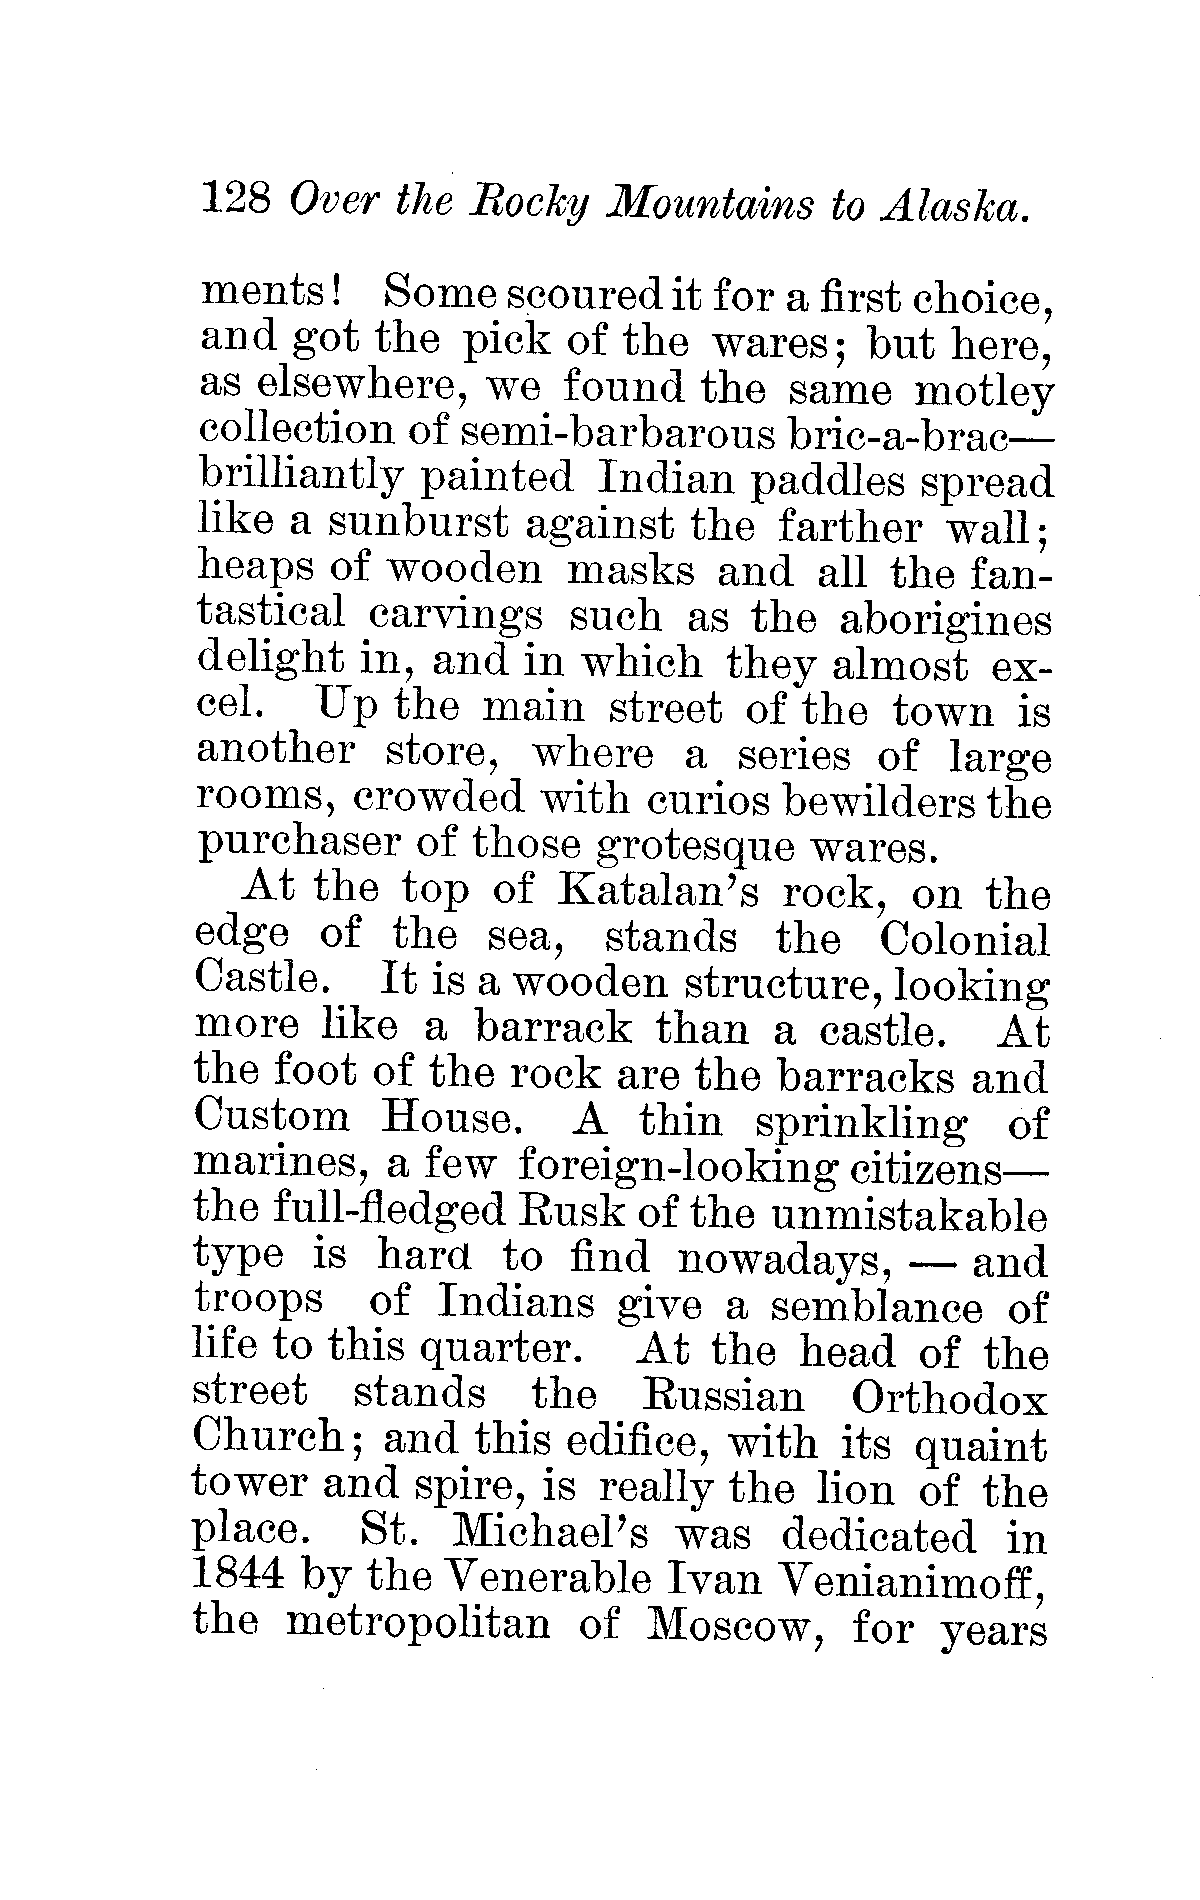 128 Over the Rocky Mountains to Alaska.
ments! Some scoured it for a first choice,
and got the pick of the wares; but here,
as elsewhere, we found the same motley
collection of semi-barbarous bric-a-brac—
brilliantly painted Indian paddles spread
like a sunburst against the farther wall;
heaps of wooden masks and all the fan-
tastical carvings such as the aborigines
delight in, and in which they almost ex-
cel. Up the main street of the town is
another store, where a series of large
rooms, crowded with curios bewilders the
purchaser of those grotesque wares.
At the top of Katalan's rock, on the
edge of the sea, stands the Colonial
Castle. It is a wooden structure, looking
more like a barrack than a castle. At
the foot of the rock are the barracks and
Custom House. A thin sprinkling of
marines, a few foreign-looking citizens—
the full-fledged Rusk of the unmistakable
type is hard to find nowadays, — and
troops of Indians give a semblance of
life to this quarter. At the head of the
street stands the Russian Orthodox
Church; and this edifice, with its quaint
tower and spire, is really the lion of the
place. St. Michael's was dedicated in
1844 by the Venerable Ivan Venianimoff,
the metropolitan of Moscow, for years